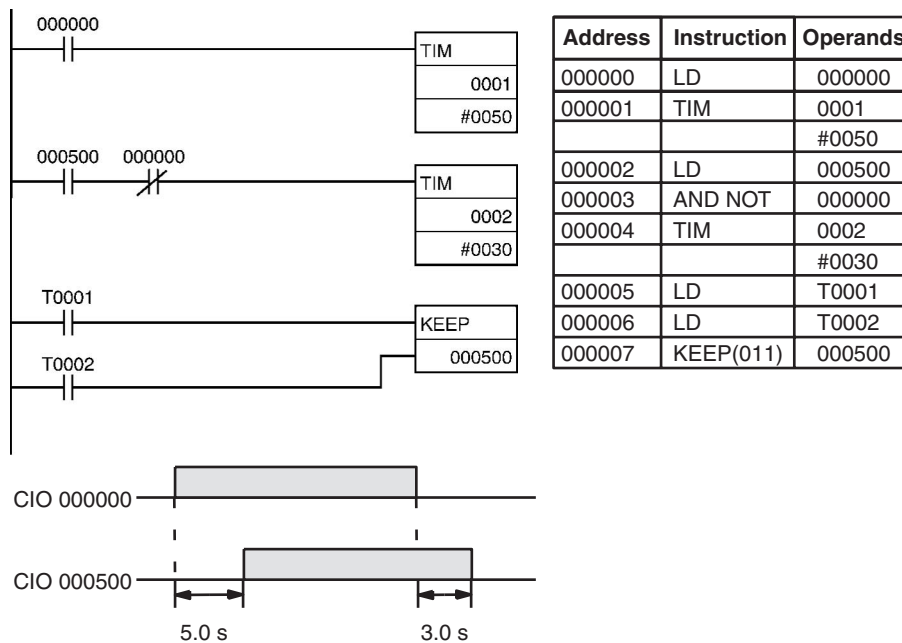 000000
TIM
0001
#0050
000500 000000
TIM
0002
#0030
T0001
KEEP
000500
T0002
Address Instruction Operands
000000 LD 000000
000001 TIM 0001
#0050
000002 LD 000500
000003 AND NOT 000000
000004 TIM 0002
#0030
000005 LD T0001
000006 LD T0002
000007 KEEP(011) 000500
CIO 000000
CIO 000500
5.0 s 3.0 s